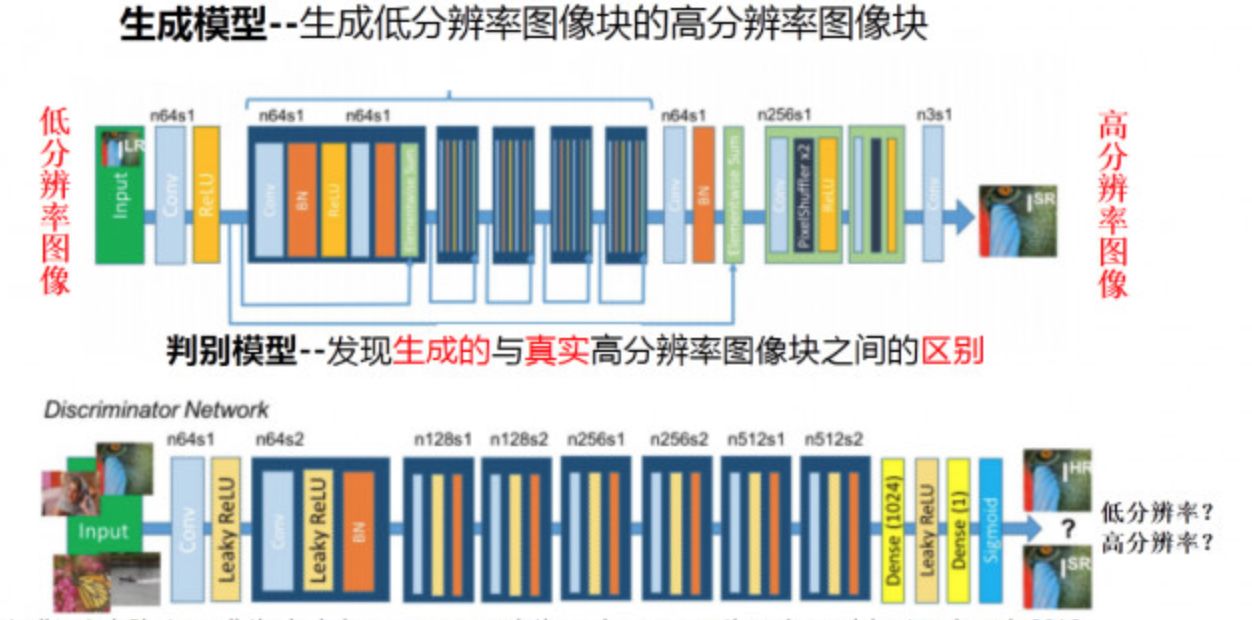 生成模型--生成低分辨率图像块的高分辨率图像块
低分辨率图像
n64s1
n64s1
n64s1
n64s1
n256s1
n3s1
高分辨率图像
LR
Input
Conv
ReLU
Conv
BN
ReLU
Elementwise Sum
Conv
BN
Elementwise Sum
Conv
PixelShuffler x2
ReLU
Conv
I SR
判别模型--发现生成的与真实高分辨率图像块之间的区别
Discriminator Network
n64s1
n64s2
n128s1
n128s2
n256s1
n256s2
n512s1
n512s2
Input
Conv
Leaky ReLU
Conv
Leaky ReLU
BN
Dense (1024)
Leaky ReLU
Dense (1)
Sigmoid
I HR
?
I SR
低分辨率?
高分辨率?